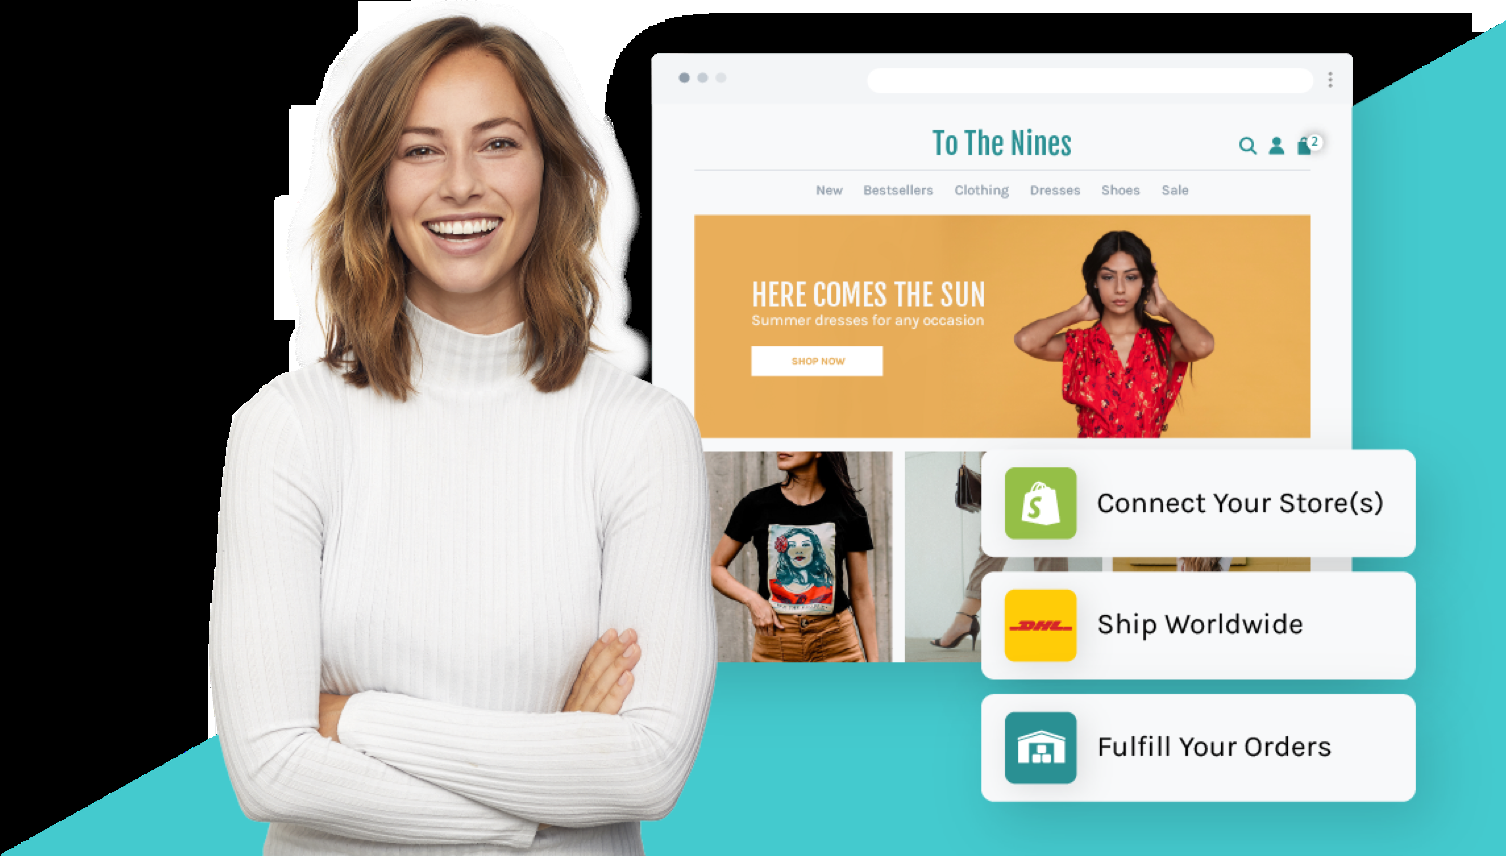 To The Nines
2
New Bestsellers Clothing Dresses Shoes Sale
HERE COMES THE SUN
Summer dresses for any occasion
SHOP NOW
S
Connect Your Store(s)
DHL
Ship Worldwide
Fulfill Your Orders